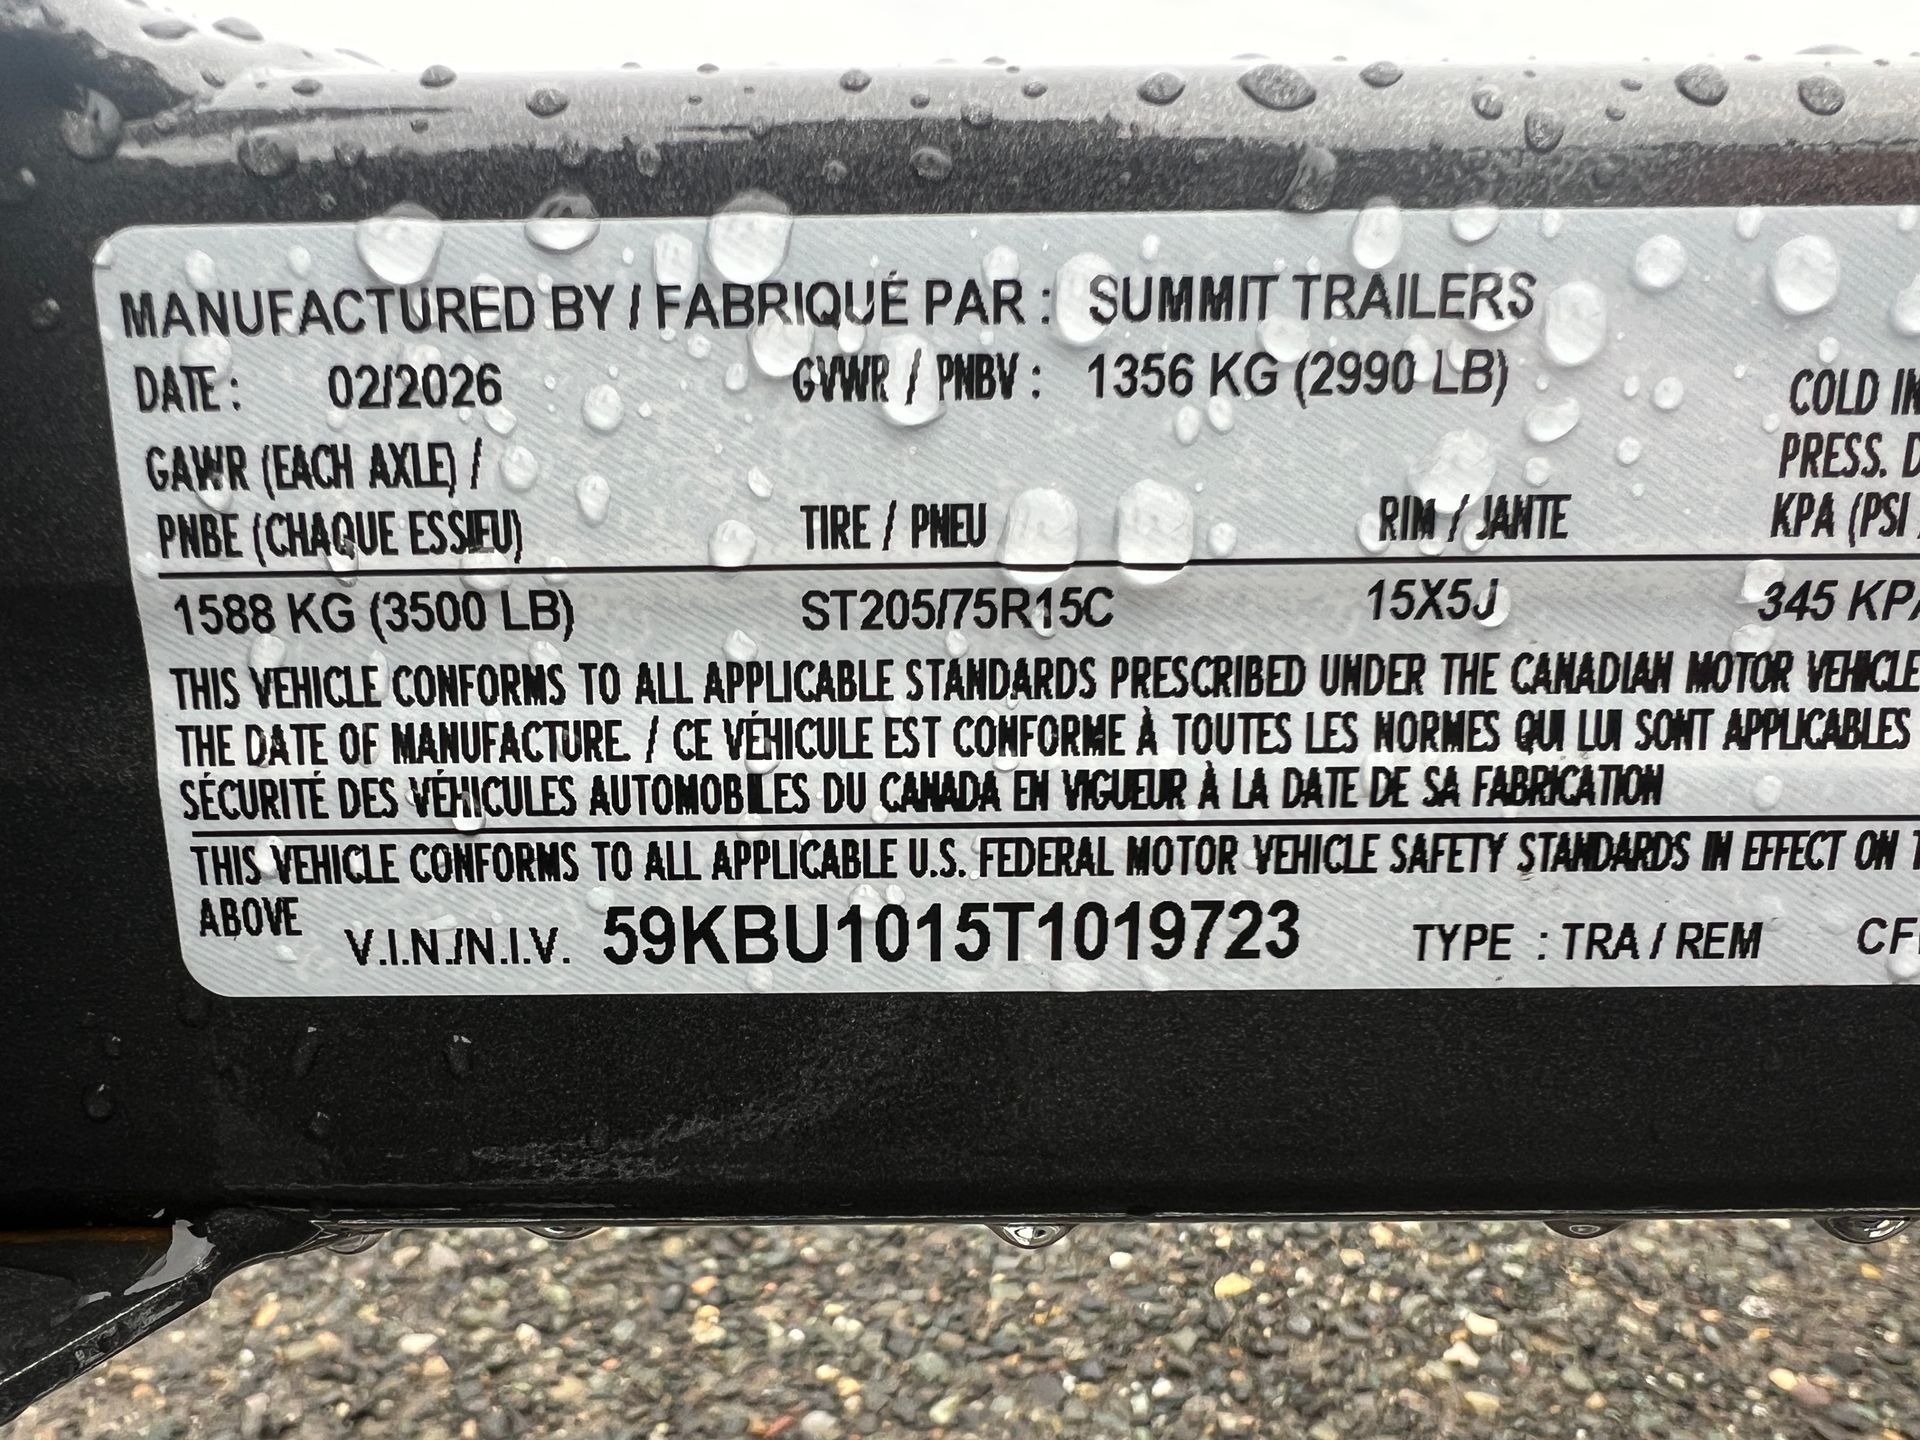 MANUFACTURED BY / FABRIQUÉ PAR : SUMMIT TRAILERS
DATE : 02/2026 GVWR / PNBV : 1356 KG (2990 LB)
COLD
GAWR (EACH AXLE) / PRESS.
PNBE (CHAQUE ESSIEU) TIRE / PNEU RIM / JANTE KPA (PSI
1588 KG (3500 LB) ST205/75R15C 15X5J 345 KPA
THIS VEHICLE CONFORMS TO ALL APPLICABLE STANDARDS PRESCRIBED UNDER THE CANADIAN MOTOR VEHICLE
THE DATE OF MANUFACTURE. / CE VÉHICULE EST CONFORME À TOUTES LES NORMES QUI LUI SONT APPLICABLES
SÉCURITÉ DES VÉHICULES AUTOMOBILES DU CANADA EN VIGUEUR À LA DATE DE SA FABRICATION
THIS VEHICLE CONFORMS TO ALL APPLICABLE U.S. FEDERAL MOTOR VEHICLE SAFETY STANDARDS IN EFFECT ON
ABOVE V.I.N./N.I.V. 59KBU1015T1019723 TYPE : TRA / REM